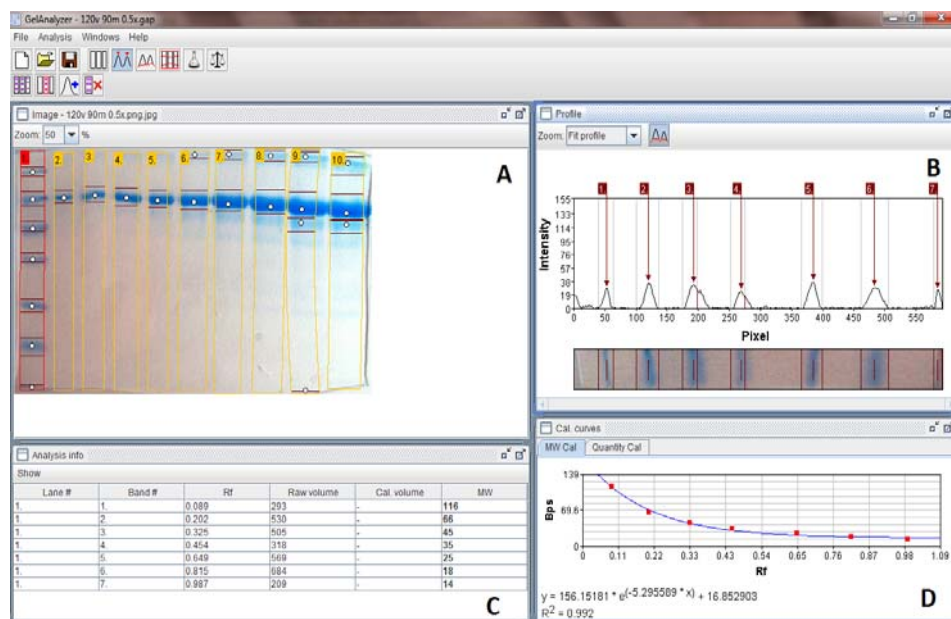 GelAnalyzer - 120v 90m 0.5x.gap
File Analysis Windows Help
Image - 120v 90m 0.5x.png.jpg
Zoom: 50 %
1. 2. 3. 4. 5. 6. 7. 8. 9. 10.
A
Profile
Zoom: Fit profile
B
1 2 3 4 5 6 7
155
134
115
96
76
57
39
19
0
Intensity
0 50 100 150 200 250 300 350 400 450 500 550
Pixel
Analysis info
Show
Lane # Band # Rf Raw volume Cal. volume MW
1. 1. 0.089 293 - 116
1. 2. 0.202 530 - 66
1. 3. 0.325 505 - 45
1. 4. 0.454 318 - 35
1. 5. 0.649 569 - 25
1. 6. 0.815 684 - 18
1. 7. 0.987 209 - 14
C
Cal. curves
MW Cal Quantity Cal
139
69.6
0
Bps
0 0.11 0.22 0.33 0.44 0.54 0.65 0.76 0.87 0.98 1.09
Rf
y = 156.15181 * e(-5.295589 * x) + 16.852903
R2 = 0.992
D